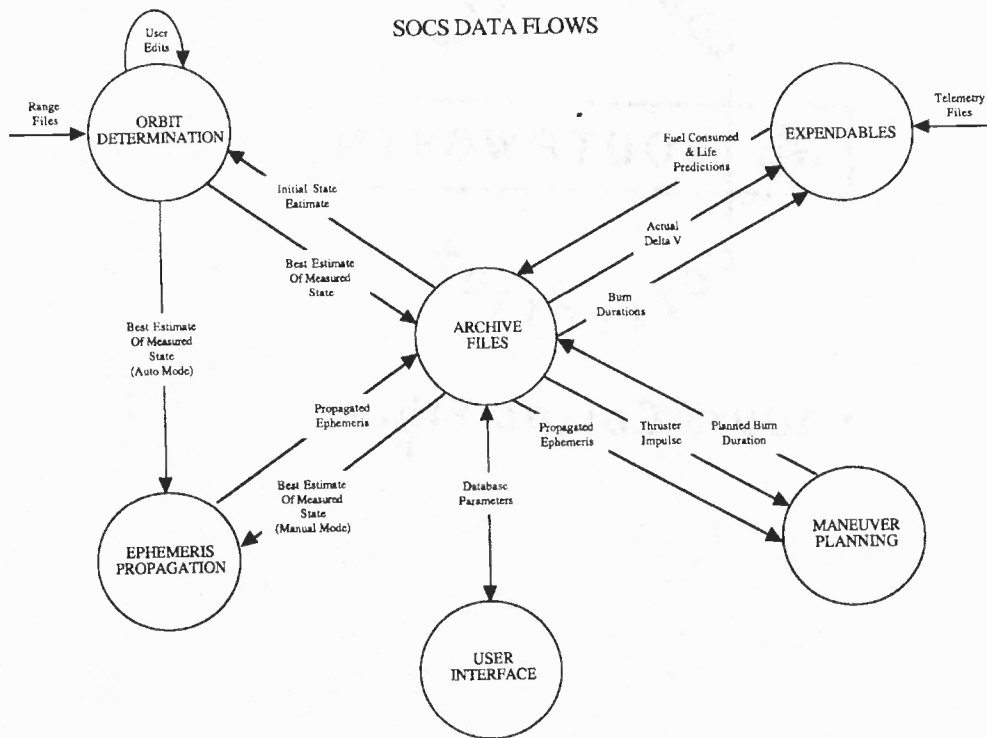 SOCS DATA FLOWS
User
Edits
Range
Files
ORBIT
DETERMINATION
Telemetry
Files
EXPENDABLES
Fuel Consumed
& Life
Predictions
Initial State
Eatimate
Actual
Delta V
Best Estimate
Of Measured
State
Burn
Durations
ARCHIVE
FILES
Best Estimate
Of Measured
State
(Auto Mode)
Propagated
Ephemeris
Propagated
Ephemeris
Thruster
Impulse
Planned Burn
Duration
Best Estimate
Of Measured
State
(Manual Mode)
Database
Parameters
EPHEMERIS
PROPAGATION
MANEUVER
PLANNING
USER
INTERFACE